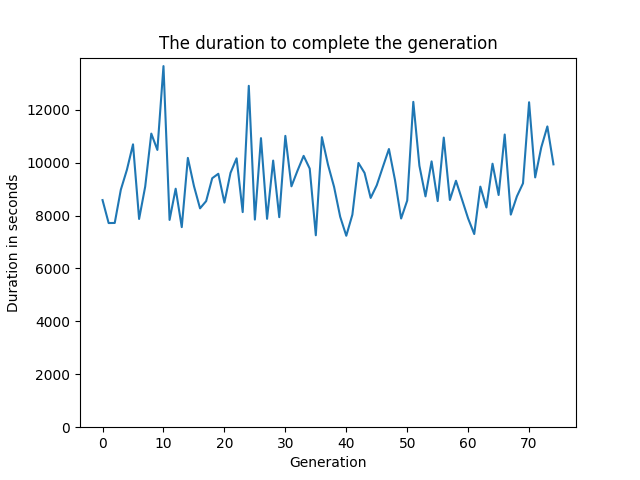 The duration to complete the generation
12000
10000
8000
6000
4000
2000
0
Duration in seconds
0 10 20 30 40 50 60 70
Generation